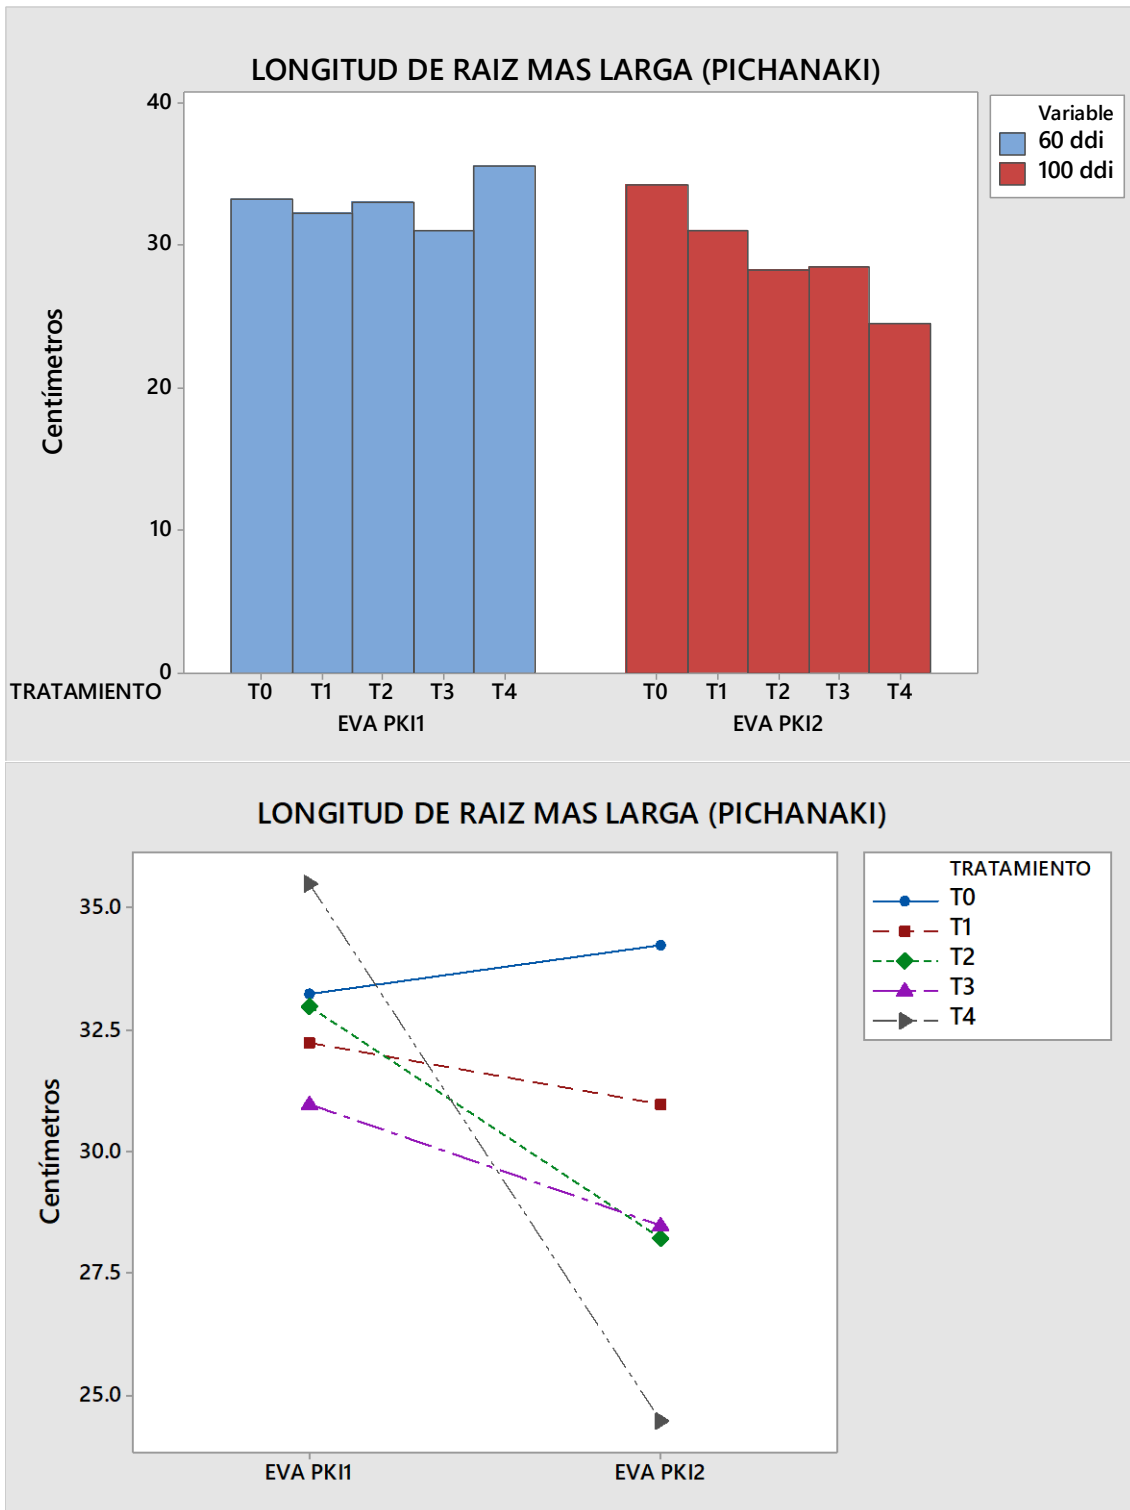 LONGITUD DE RAIZ MAS LARGA (PICHANAKI)
Variable
60 ddi
100 ddi
Centímetros
40
30
20
10
0
TRATAMIENTO T0 T1 T2 T3 T4 T0 T1 T2 T3 T4
EVA PKI1 EVA PKI2
LONGITUD DE RAIZ MAS LARGA (PICHANAKI)
TRATAMIENTO
T0
T1
T2
T3
T4
Centímetros
35.0
32.5
30.0
27.5
25.0
EVA PKI1 EVA PKI2